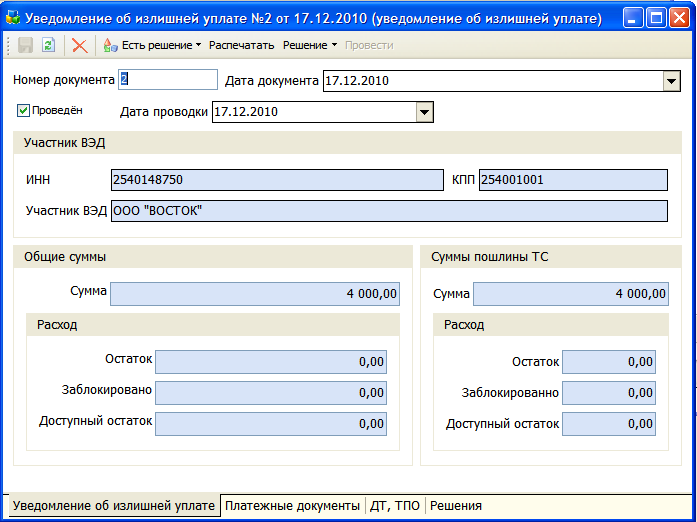 Уведомление об излишней уплате №2 от 17.12.2010 (уведомление об излишней уплате)
Есть решение Распечатать Решение Провести
Номер документа 2 Дата документа 17.12.2010
Проведён Дата проводки 17.12.2010
Участник ВЭД
ИНН 2540148750 КПП 254001001
Участник ВЭД ООО "ВОСТОК"
Общие суммы
Сумма 4 000,00
Расход
Остаток 0,00
Заблокировано 0,00
Доступный остаток 0,00
Суммы пошлины ТС
Сумма 4 000,00
Расход
Остаток 0,00
Заблокированно 0,00
Доступный остаток 0,00
Уведомление об излишней уплате Платежные документы ДТ, ТПО Решения